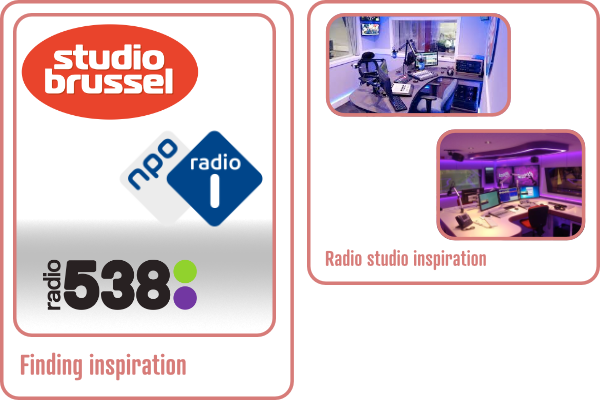 studio
brussel
npo
radio
1
radio
538
Finding inspiration
Radio studio inspiration